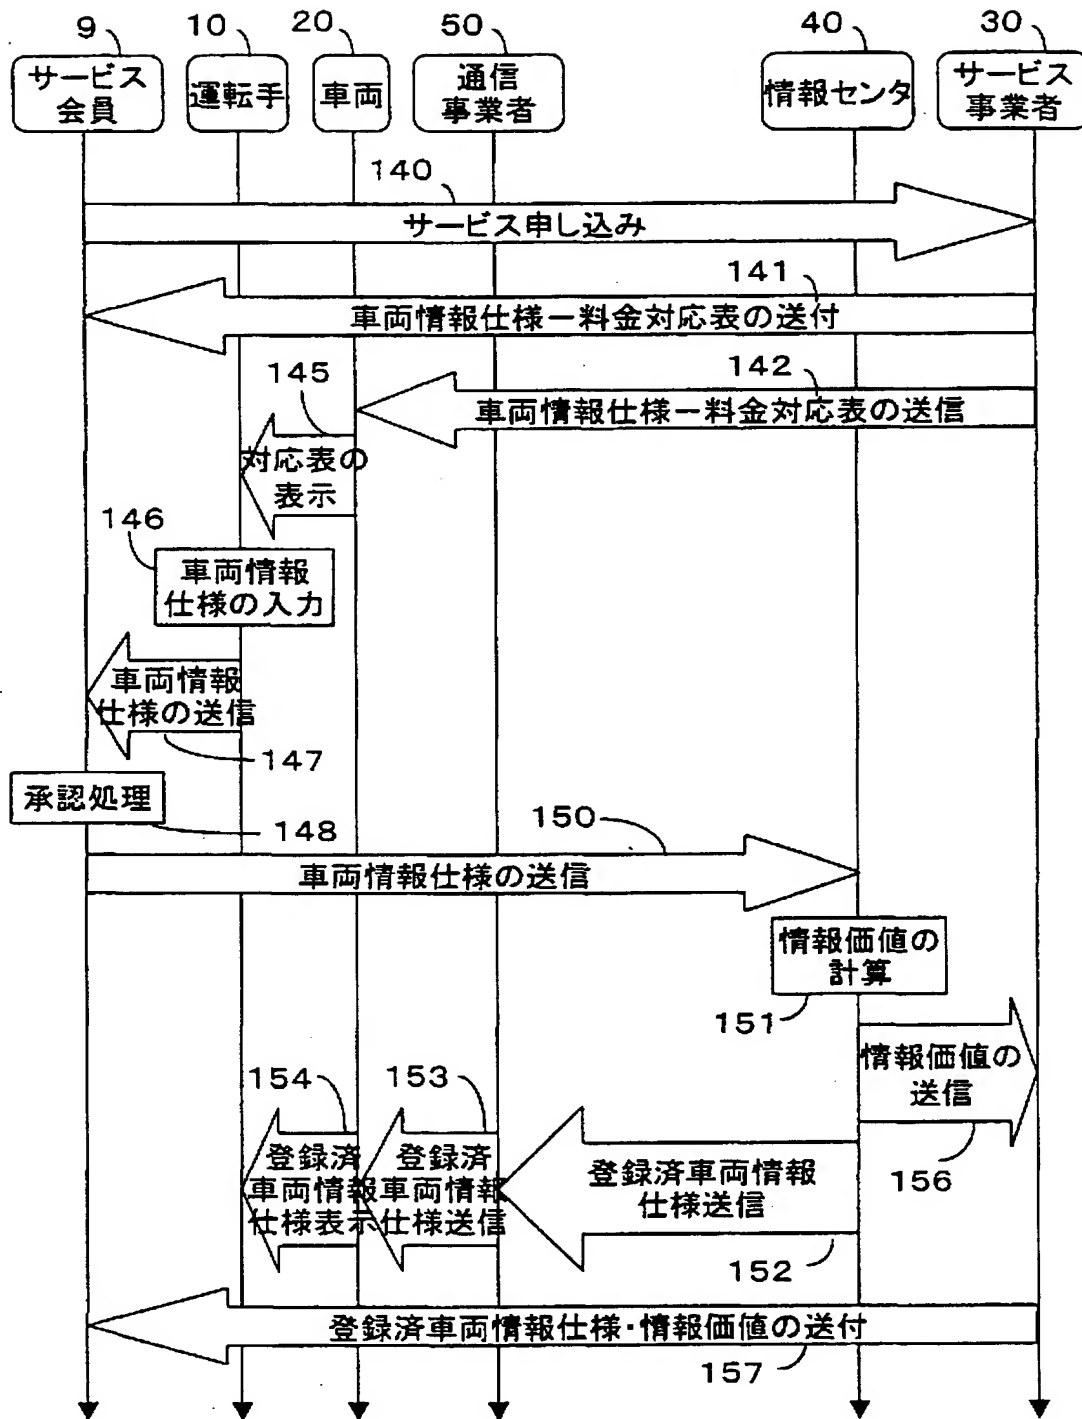 9
10
20
50
40
30
サービス
会員
運転手
車両
通信
事業者
情報センタ
サービス
事業者
140
サービス申し込み
141
車両情報仕様ー料金対応表の送付
145
142
車両情報仕様ー料金対応表の送信
対応表の
表示
146
車両情報
仕様の入力
車両情報
仕様の送信
147
承認処理
148
150
車両情報仕様の送信
情報価値の
計算
151
情報価値の
送信
156
154
153
登録済
車両情報
仕様表示
登録済
車両情報
仕様送信
登録済車両情報
仕様送信
152
登録済車両情報仕様・情報価値の送付
157